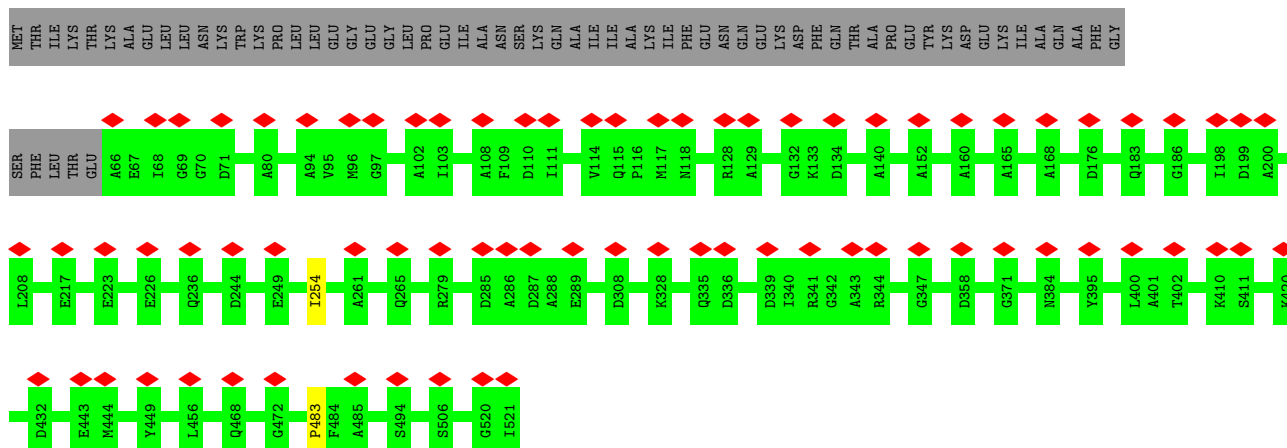 MET THR ILE LYS THR LYS ALA GLU LEU LEU ASN LYS TRP LYS PRO LEU LEU GLU GLY GLU GLY LEU PRO GLU ILE ALA ASN SER LYS GLN ALA ILE ILE ALA LYS ILE PHE GLU ASN GLN GLU LYS ASP PHE GLN THR ALA PRO GLU TYR LYS ASP GLU LYS ILE ALA GLN ALA PHE GLY
SER PHE LEU THR GLU A66 E67 I68 G69 G70 D71 A80 A94 V95 M96 G97 A102 I103 A108 F109 D110 I111 V114 Q115 P116 M117 N118 R128 A129 G132 K133 D134 A140 A152 A160 A165 A168 D176 Q183 G186 I198 D199 A200
L208 E217 E223 E226 Q236 D244 E249 I254 A261 Q265 R279 D285 A286 D287 A288 E289 D308 K328 Q335 D336 D339 I340 R341 G342 A343 R344 G347 D358 G371 N384 Y395 L400 A401 T402 K410 S411
D432 E443 M444 Y449 L456 Q468 G472 P483 F484 A485 S494 S506 G520 I521